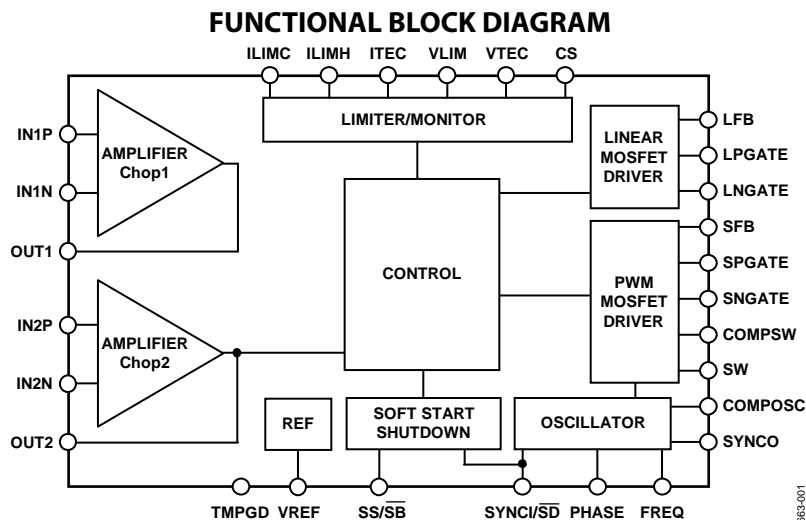 FUNCTIONAL BLOCK DIAGRAM
ILIMC ILIMH ITEC VLIM VTEC CS
LIMITER/MONITOR
IN1P
AMPLIFIER
Chop1
IN1N
OUT1
LINEAR
MOSFET
DRIVER
LFB
LPGATE
LNGATE
CONTROL
IN2P
AMPLIFIER
Chop2
IN2N
OUT2
PWM
MOSFET
DRIVER
SFB
SPGATE
SNGATE
COMPSW
SW
REF
SOFT START
SHUTDOWN
OSCILLATOR
COMPOSC
SYNCO
TMPGD VREF SS/S̅B̅ SYNCI/S̅D̅ PHASE FREQ